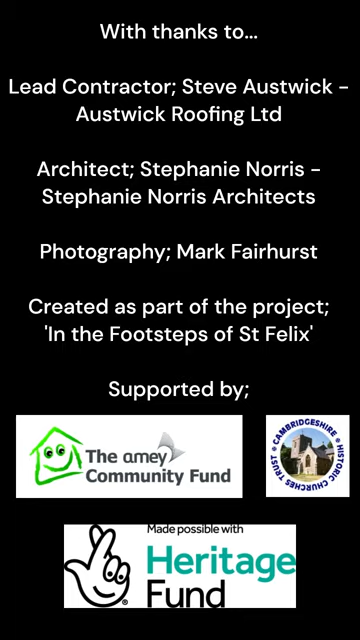 With thanks to...
Lead Contractor; Steve Austwick -
Austwick Roofing Ltd
Architect; Stephanie Norris -
Stephanie Norris Architects
Photography; Mark Fairhurst
Created as part of the project;
'In the Footsteps of St Felix'
Supported by;
The amey
Community Fund
CAMBRIDGESHIRE HISTORIC CHURCHES TRUST
Made possible with
Heritage
Fund